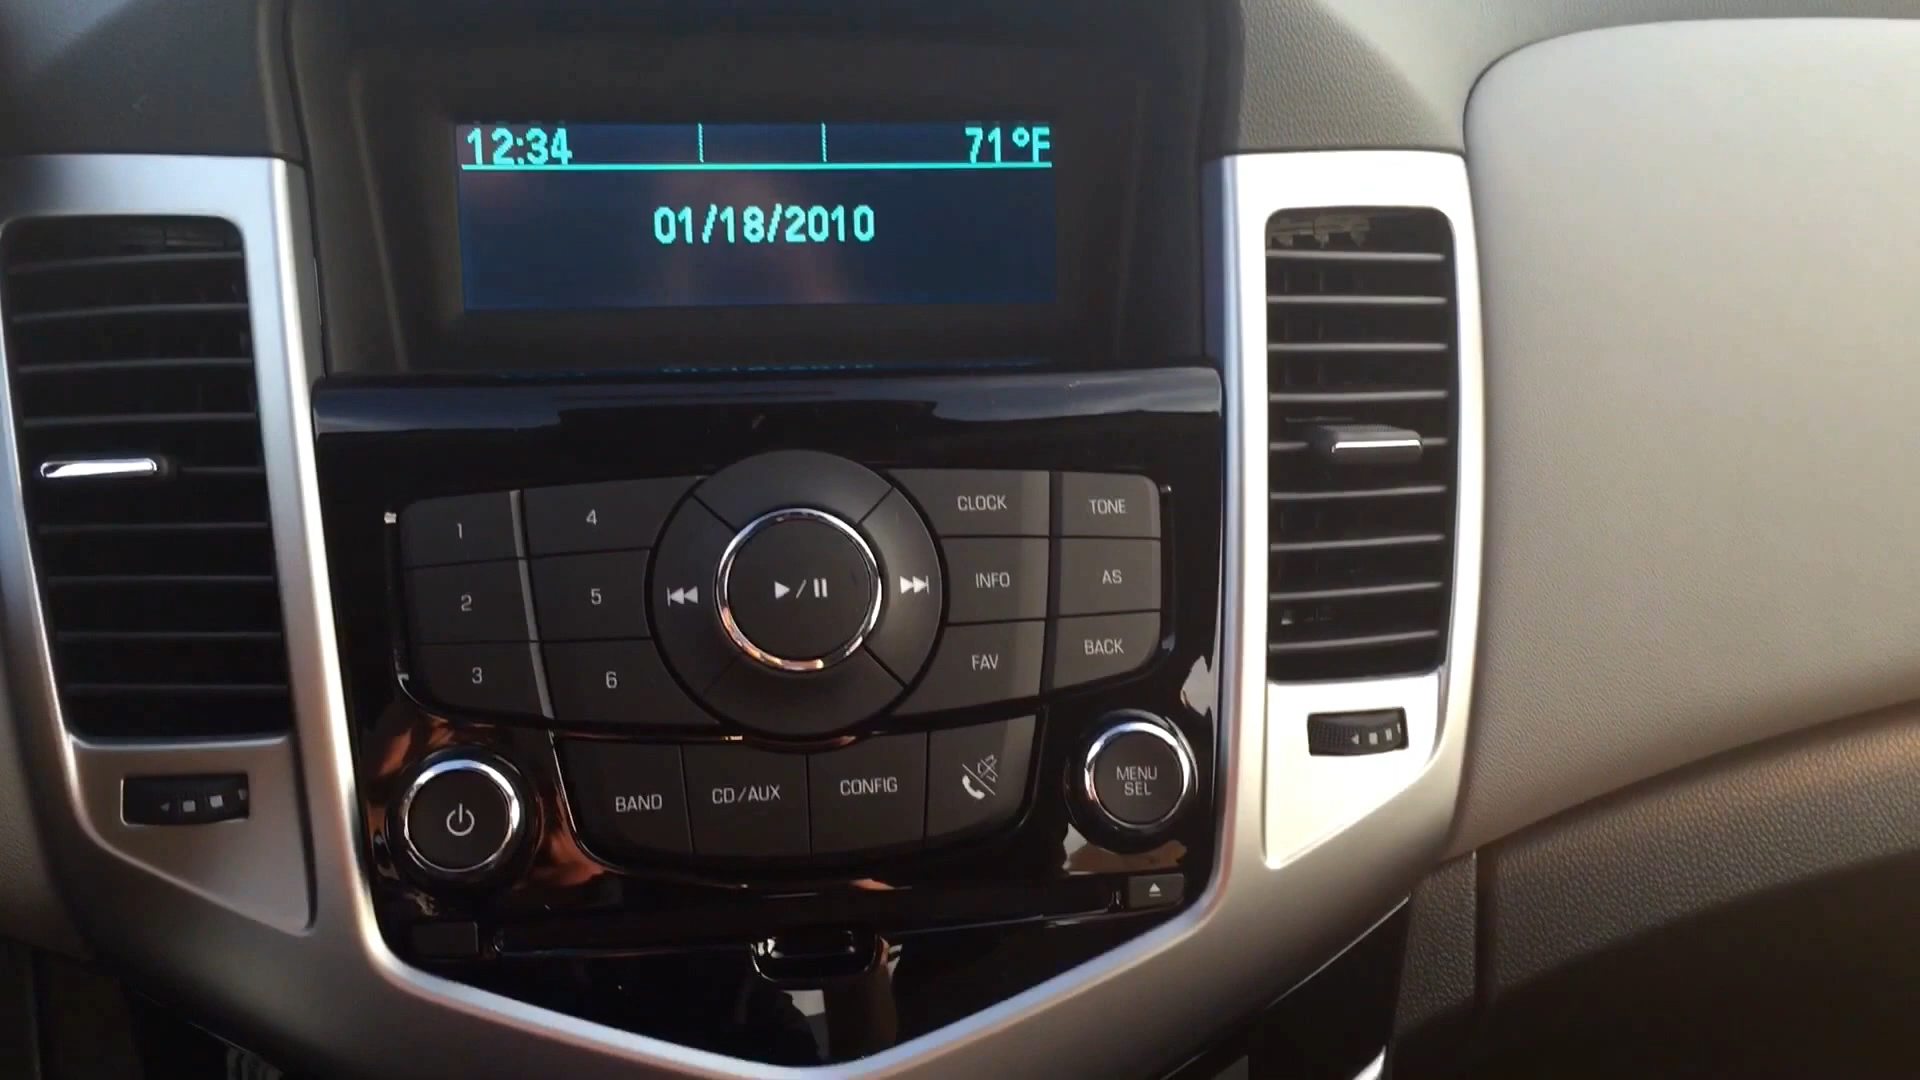 12:34 71°F
01/18/2010
1 4 CLOCK TONE
2 5 INFO AS
3 6 FAV BACK
BAND CD/AUX CONFIG
MENU
SEL